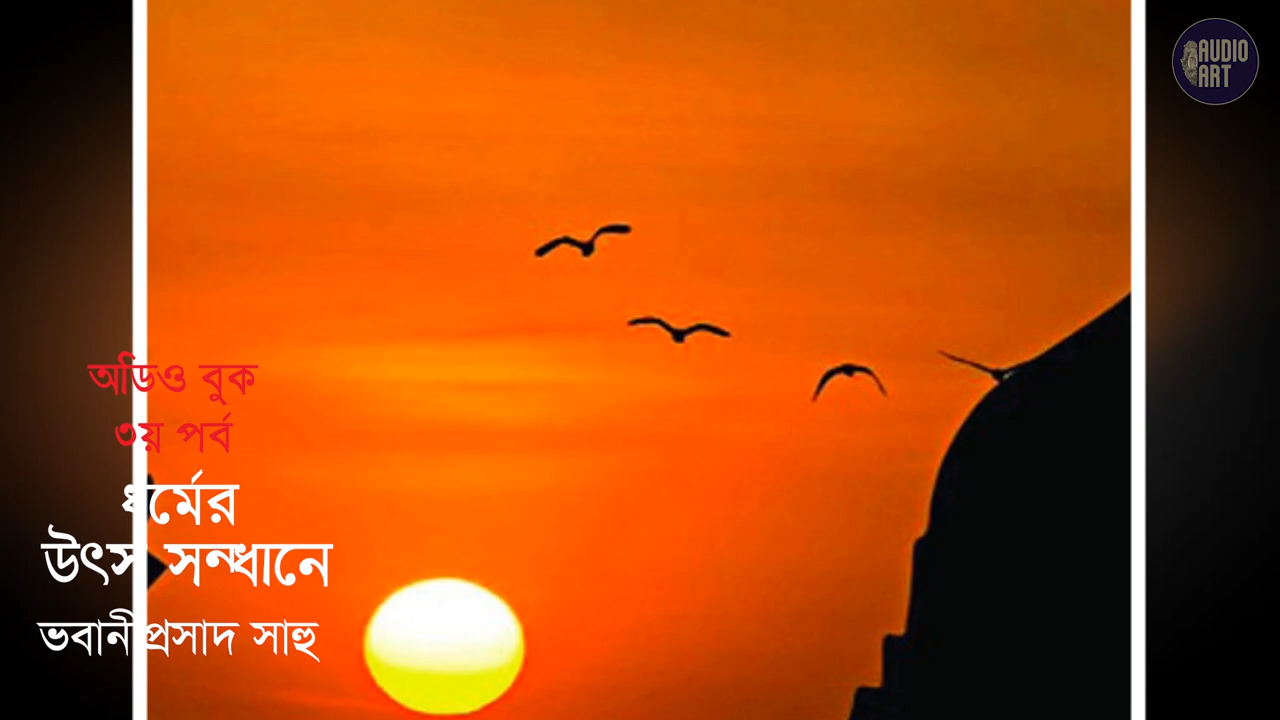 AUDIO
ART
অডিও বুক
৩য় পর্ব
ধর্মের
উৎস সন্ধানে
ভবানীপ্রসাদ সাহু